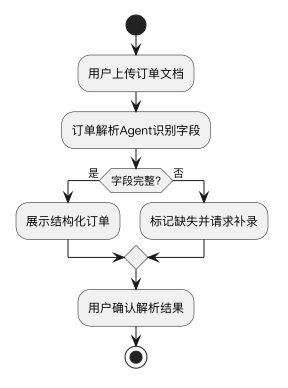 用户上传订单文档
订单解析Agent识别字段
字段完整?
是
否
展示结构化订单
标记缺失并请求补录
用户确认解析结果